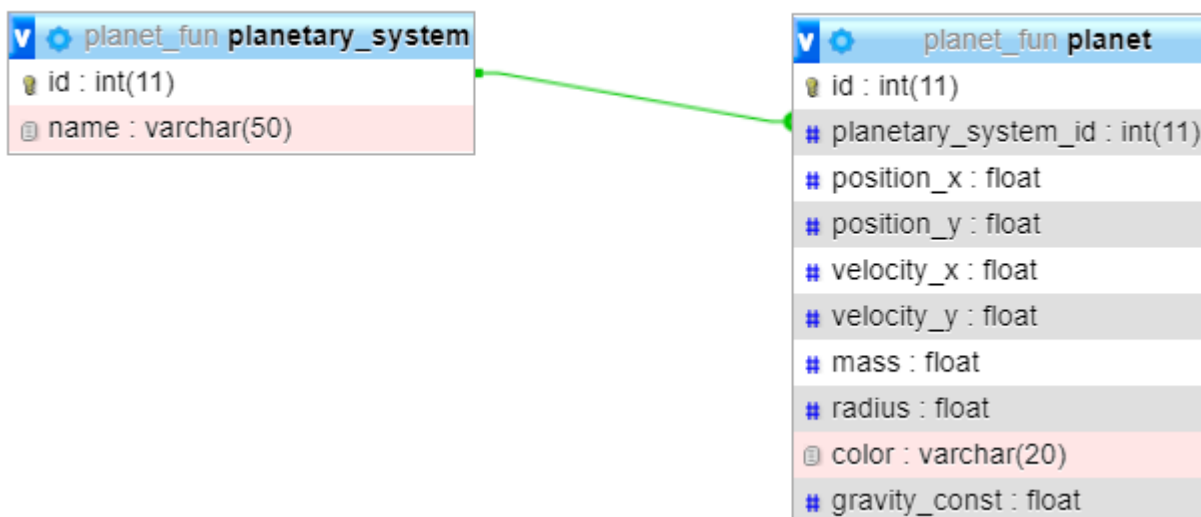 planet_fun planetary_system
id : int(11)
name : varchar(50)
planet_fun planet
id : int(11)
planetary_system_id : int(11)
position_x : float
position_y : float
velocity_x : float
velocity_y : float
mass : float
radius : float
color : varchar(20)
gravity_const : float